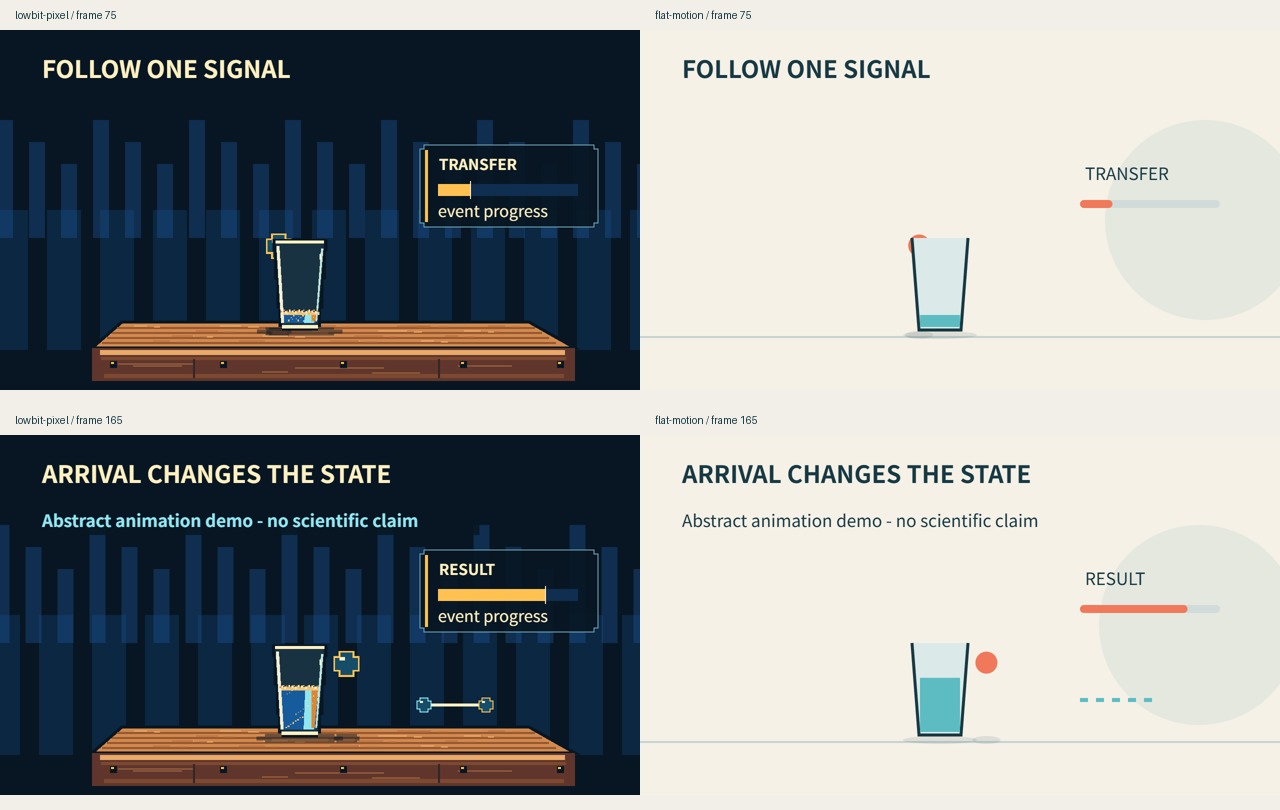 lowbit-pixel / frame 75
FOLLOW ONE SIGNAL
TRANSFER
event progress
flat-motion / frame 75
FOLLOW ONE SIGNAL
TRANSFER
lowbit-pixel / frame 165
ARRIVAL CHANGES THE STATE
Abstract animation demo - no scientific claim
RESULT
event progress
flat-motion / frame 165
ARRIVAL CHANGES THE STATE
Abstract animation demo - no scientific claim
RESULT